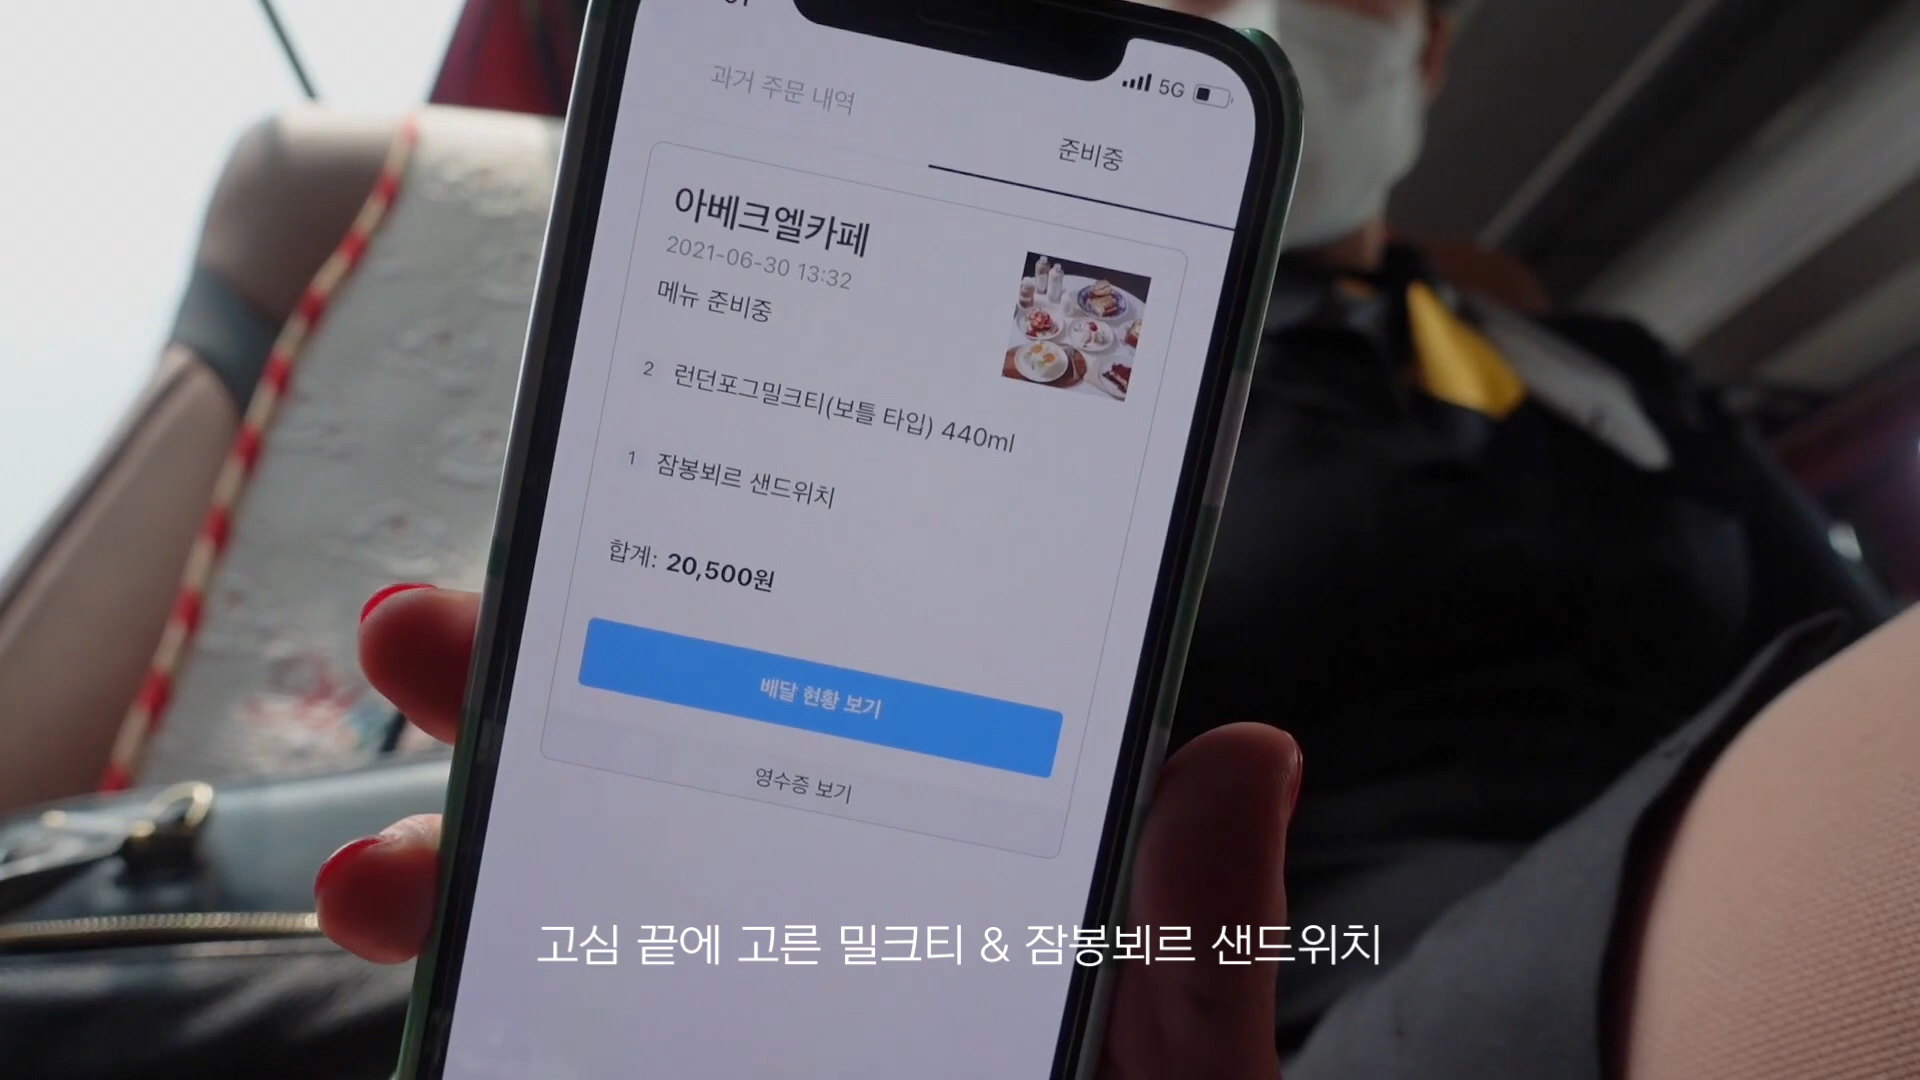 5G
과거 주문 내역
준비중
아베크엘카페
2021-06-30 13:32
메뉴 준비중
2 런던포그밀크티(보틀 타입) 440ml
1 잠봉뵈르 샌드위치
합계: 20,500원
배달 현황 보기
영수증 보기
고심 끝에 고른 밀크티 & 잠봉뵈르 샌드위치